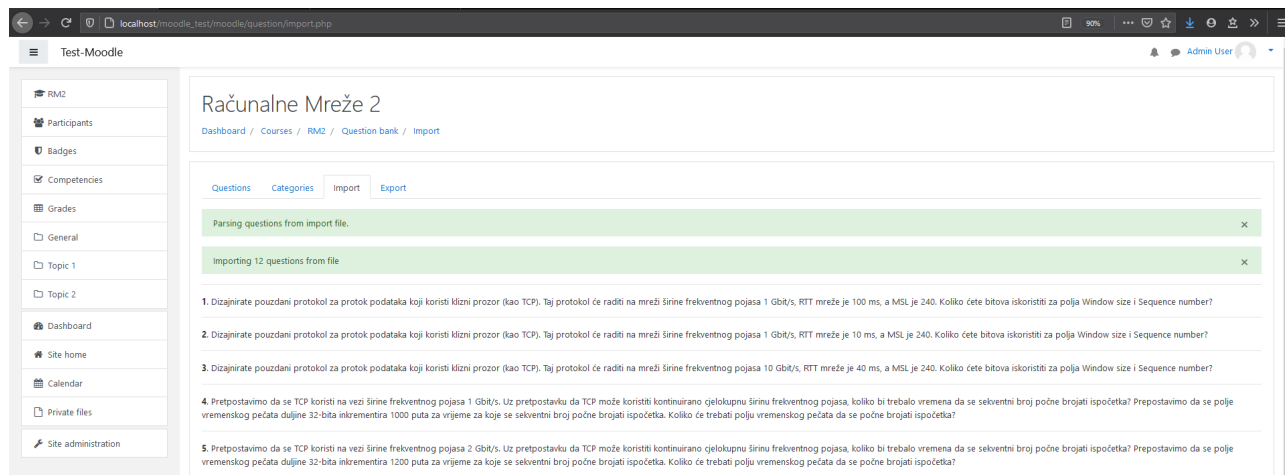 localhost/moodle_test/moodle/question/import.php
90%
Test-Moodle
Admin User
RM2
Participants
Badges
Competencies
Grades
General
Topic 1
Topic 2
Dashboard
Site home
Calendar
Private files
Site administration
Računalne Mreže 2
Dashboard / Courses / RM2 / Question bank / Import
Questions Categories Import Export
Parsing questions from import file. ×
Importing 12 questions from file ×
1. Dizajnirate pouzdani protokol za protok podataka koji koristi klizni prozor (kao TCP). Taj protokol će raditi na mreži širine frekventnog pojasa 1 Gbit/s, RTT mreže je 100 ms, a MSL je 240. Koliko ćete bitova iskoristiti za polja Window size i Sequence number?
2. Dizajnirate pouzdani protokol za protok podataka koji koristi klizni prozor (kao TCP). Taj protokol će raditi na mreži širine frekventnog pojasa 1 Gbit/s, RTT mreže je 10 ms, a MSL je 240. Koliko ćete bitova iskoristiti za polja Window size i Sequence number?
3. Dizajnirate pouzdani protokol za protok podataka koji koristi klizni prozor (kao TCP). Taj protokol će raditi na mreži širine frekventnog pojasa 10 Gbit/s, RTT mreže je 40 ms, a MSL je 240. Koliko ćete bitova iskoristiti za polja Window size i Sequence number?
4. Pretpostavimo da se TCP koristi na vezi širine frekventnog pojasa 1 Gbit/s. Uz pretpostavku da TCP može koristiti kontinuirano cjelokupnu širinu frekventnog pojasa, koliko bi trebalo vremena da se sekventni broj počne brojati ispočetka? Prepostavimo da se polje
vremenskog pečata duljine 32-bita inkrementira 1000 puta za vrijeme za koje se sekventni broj počne brojati ispočetka. Koliko će trebati polju vremenskog pečata da se počne brojati ispočetka?
5. Pretpostavimo da se TCP koristi na vezi širine frekventnog pojasa 2 Gbit/s. Uz pretpostavku da TCP može koristiti kontinuirano cjelokupnu širinu frekventnog pojasa, koliko bi trebalo vremena da se sekventni broj počne brojati ispočetka? Prepostavimo da se polje
vremenskog pečata duljine 32-bita inkrementira 1200 puta za vrijeme za koje se sekventni broj počne brojati ispočetka. Koliko će trebati polju vremenskog pečata da se počne brojati ispočetka?